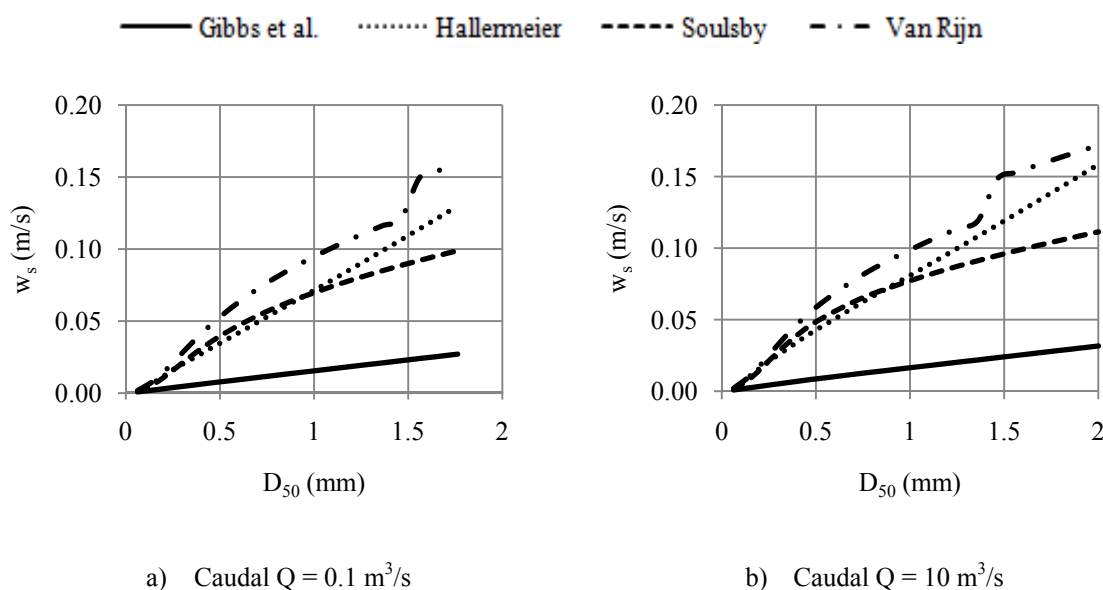 Gibbs et al. Hallermeier Soulsby Van Rijn
0.20 0.20
0.15 0.15
0.10 0.10
0.05 0.05
0.00 0.00
w_s (m/s) w_s (m/s)
0 0.5 1 1.5 2 0 0.5 1 1.5 2
D_50 (mm) D_50 (mm)
a) Caudal Q = 0.1 m^3/s b) Caudal Q = 10 m^3/s